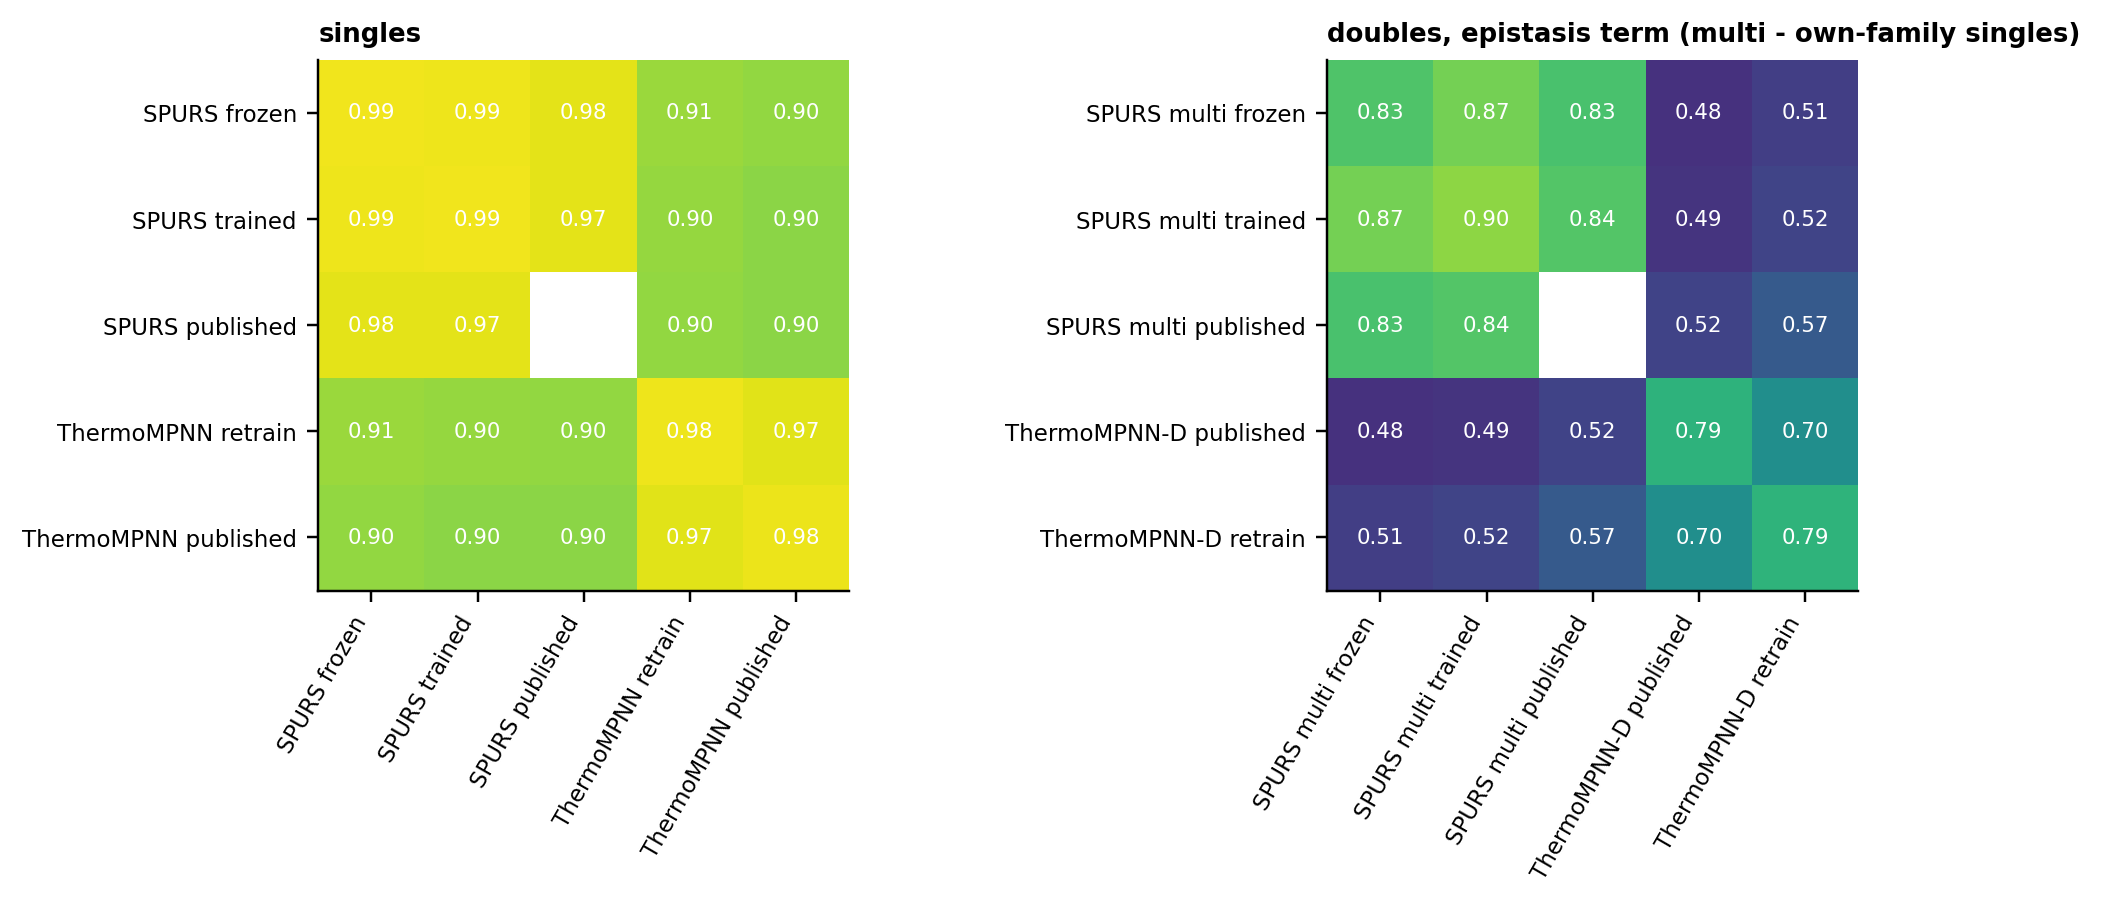 singles
SPURS frozen 0.99 0.99 0.98 0.91 0.90
SPURS trained 0.99 0.99 0.97 0.90 0.90
SPURS published 0.98 0.97 0.90 0.90
ThermoMPNN retrain 0.91 0.90 0.90 0.98 0.97
ThermoMPNN published 0.90 0.90 0.90 0.97 0.98
SPURS frozen
SPURS trained
SPURS published
ThermoMPNN retrain
ThermoMPNN published
doubles, epistasis term (multi - own-family singles)
SPURS multi frozen 0.83 0.87 0.83 0.48 0.51
SPURS multi trained 0.87 0.90 0.84 0.49 0.52
SPURS multi published 0.83 0.84 0.52 0.57
ThermoMPNN-D published 0.48 0.49 0.52 0.79 0.70
ThermoMPNN-D retrain 0.51 0.52 0.57 0.70 0.79
SPURS multi frozen
SPURS multi trained
SPURS multi published
ThermoMPNN-D published
ThermoMPNN-D retrain